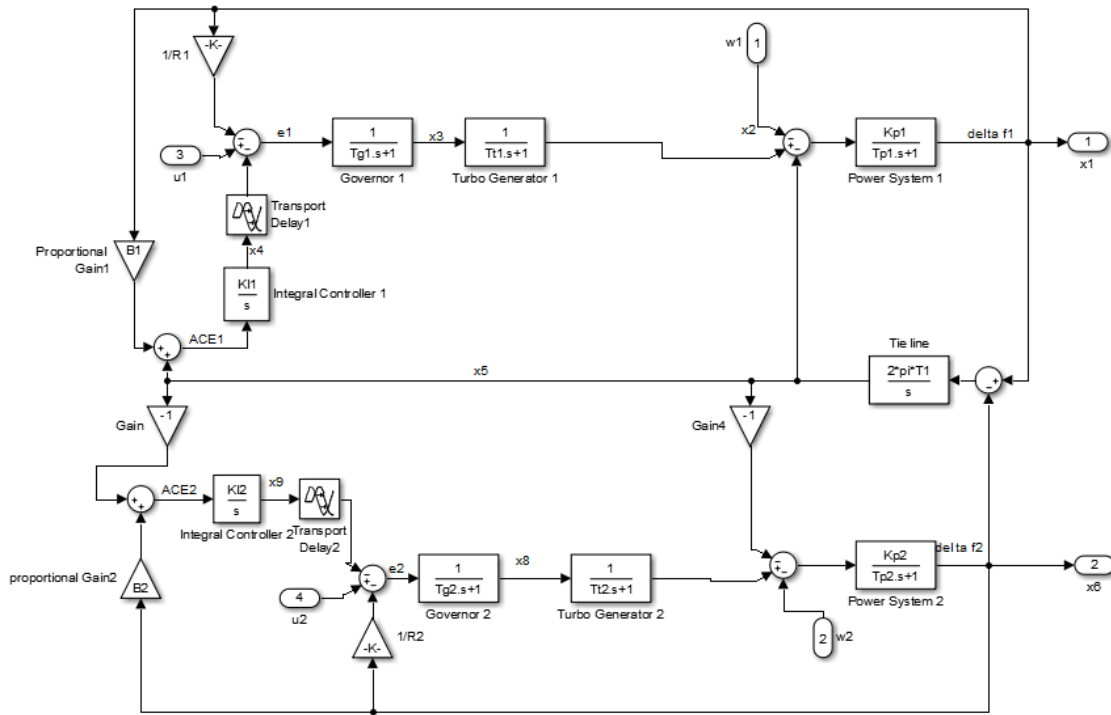 -K-
1/R1
w1
1
e1
x3
x2
delta f1
3
u1
1
Tg1.s+1
Governor 1
1
Tt1.s+1
Turbo Generator 1
Kp1
Tp1.s+1
Power System 1
1
x1
Transport
Delay1
x4
Proportional
Gain1
B1
KI1
s
Integral Controller 1
ACE1
x5
Tie line
2*pi*T1
s
Gain
-1
Gain4
-1
ACE2
KI2
s
Integral Controller 2
x9
Transport
Delay2
proportional Gain2
B2
4
u2
e2
1
Tg2.s+1
Governor 2
x8
1
Tt2.s+1
Turbo Generator 2
-K-
1/R2
2
w2
Kp2
Tp2.s+1
Power System 2
delta f2
2
x6